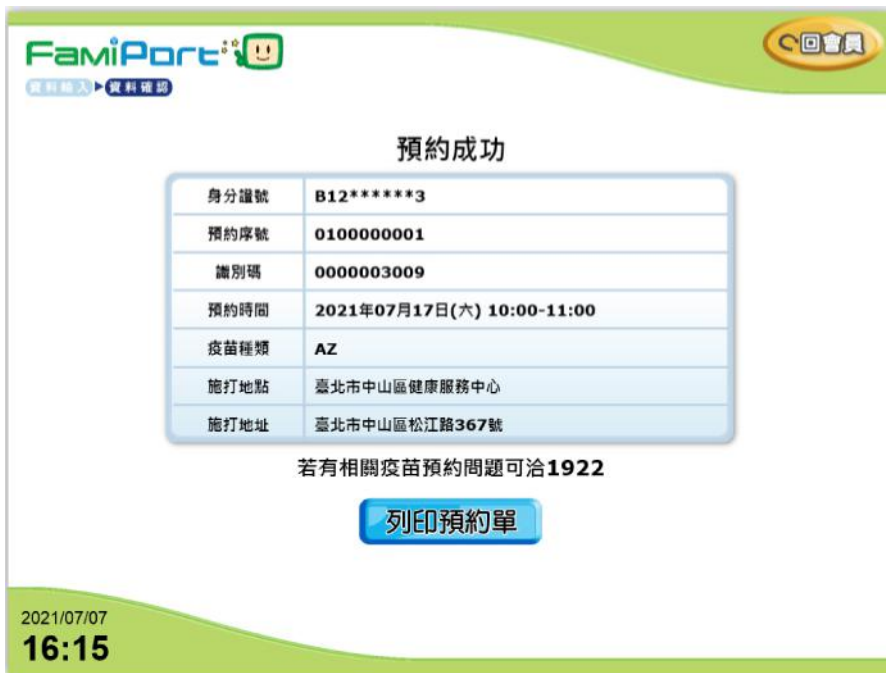 FamiPort
回會員
資料輸入▶資料確認
預約成功
身分證號 B12******3
預約序號 0100000001
識別碼 0000003009
預約時間 2021年07月17日(六) 10:00-11:00
疫苗種類 AZ
施打地點 臺北市中山區健康服務中心
施打地址 臺北市中山區松江路367號
若有相關疫苗預約問題可洽1922
列印預約單
2021/07/07
16:15